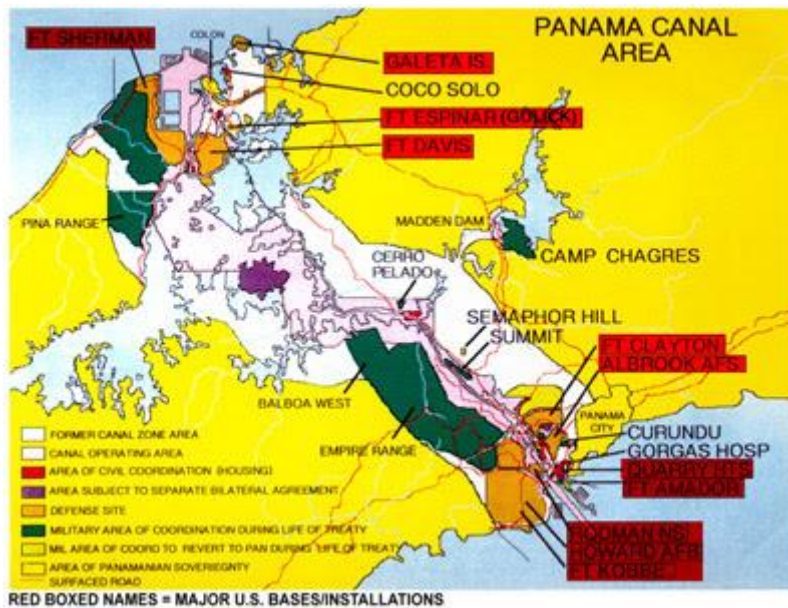 PANAMA CANAL
AREA
FT SHERMAN
COLON
GALETA IS.
COCO SOLO
FT ESPINAR (GULICK)
FT DAVIS
PINA RANGE
MADDEN DAM
CAMP CHAGRES
CERRO
PELADO
SEMAPHOR HILL
SUMMIT
FT CLAYTON
ALBROOK AFS
BALBOA WEST
PANAMA
CITY
EMPIRE RANGE
CURUNDU
GORGAS HOSP
QUARRY HTS
FT AMADOR
RODMAN NSI
HOWARD AFB
FT KOBBE
FORMER CANAL ZONE AREA
CANAL OPERATING AREA
AREA OF CIVIL COORDINATION (HOUSING)
AREA SUBJECT TO SEPARATE BILATERAL AGREEMENT
DEFENSE SITE
MILITARY AREA OF COORDINATION DURING LIFE OF TREATY
MIL AREA OF COORD TO REVERT TO PAN DURING LIFE OF TREATY
AREA OF PANAMANIAN SOVEREIGNTY
SURFACED ROAD
RED BOXED NAMES = MAJOR U.S. BASES/INSTALLATIONS